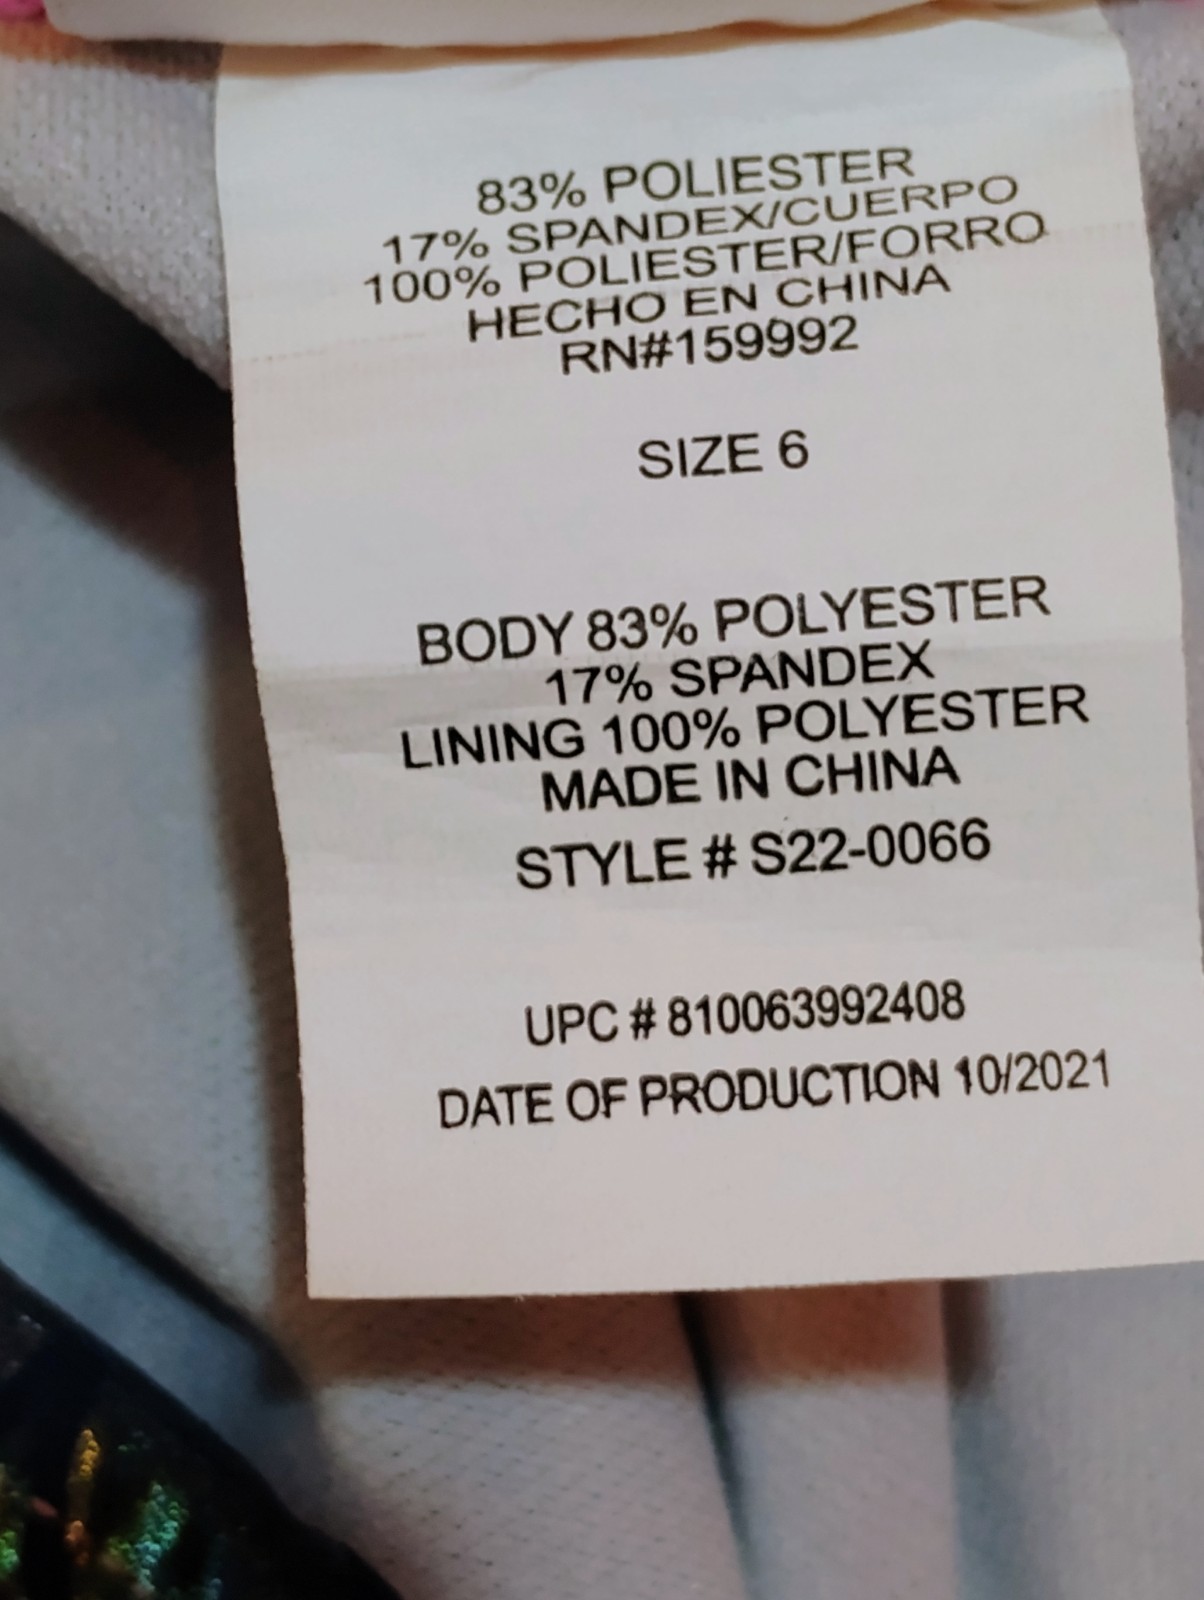 83% POLIESTER
17% SPANDEX/CUERPO
100% POLIESTER/FORRO
HECHO EN CHINA
RN#159992
SIZE 6
BODY 83% POLYESTER
17% SPANDEX
LINING 100% POLYESTER
MADE IN CHINA
STYLE # S22-0066
UPC # 810063992408
DATE OF PRODUCTION 10/2021